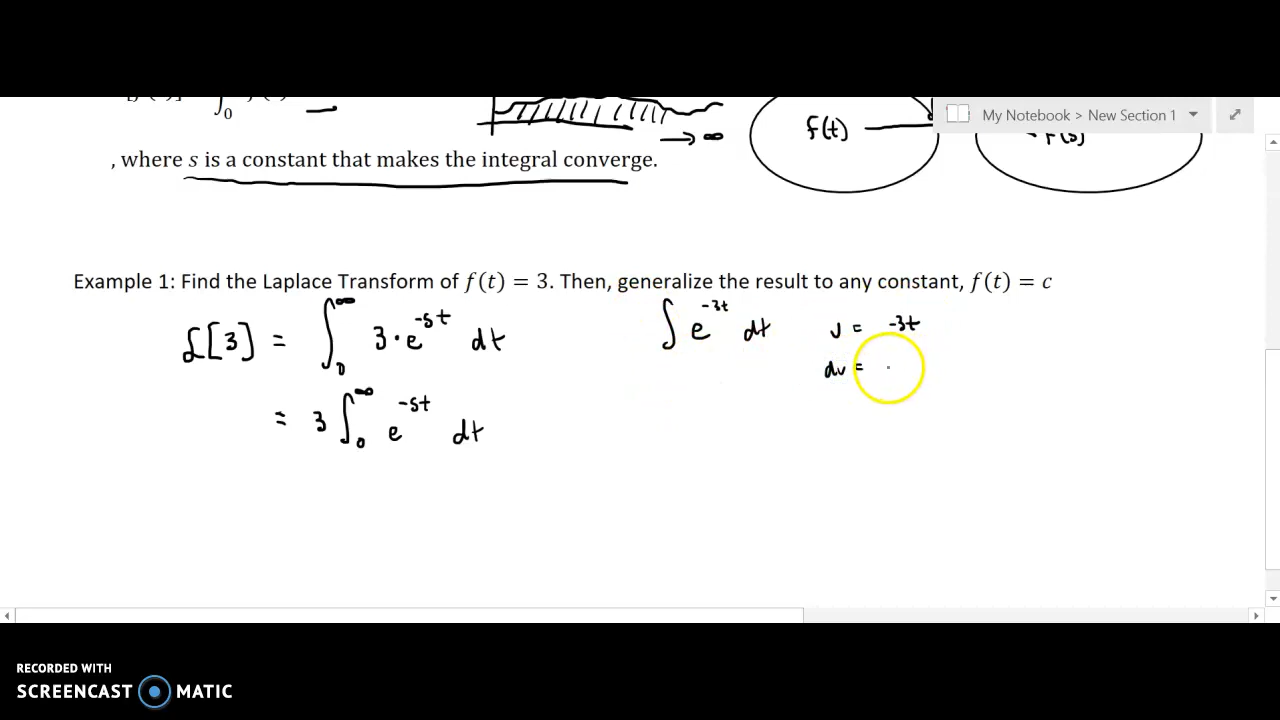 ∫0
f(t)
My Notebook > New Section 1
F(s)
→ ∞
, where s is a constant that makes the integral converge.
Example 1: Find the Laplace Transform of f(t) = 3. Then, generalize the result to any constant, f(t) = c
ℒ[3] = ∫₀^∞ 3 · e^-st dt
= 3 ∫₀^∞ e^-st dt
∫ e^-3t dt
u = -3t
du =
RECORDED WITH
SCREENCAST MATIC